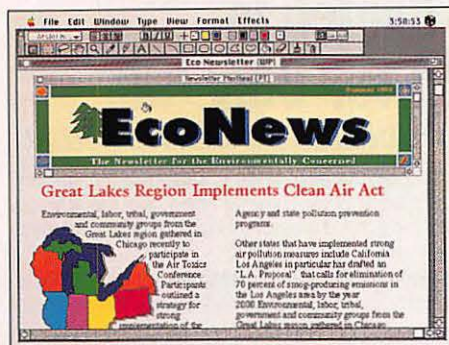 File Edit Window Type View Format Effects 3:50:53
Eco Newsletter (WP)
Newsletter Masthead (PT)
EcoNews
The Newsletter for the Environmentally Concerned
Great Lakes Region Implements Clean Air Act
Environmental, labor, tribal, government
and community groups from the
Great Lakes region gathered in
Chicago recently to
participate in
the Air Toxics
Conference.
Participants
outlined a
strategy for
strong
implementation of the
Agency and state pollution prevention
programs.
Other states that have implemented strong
air pollution measures include California
Los Angeles in particular has drafted an
"L.A. Proposal" that calls for elimination of
70 percent of smog-producing emissions in
the Los Angeles area by the year
2000 Environmental, labor, tribal,
government and community groups from the
Great Lakes region gathered in Chicago